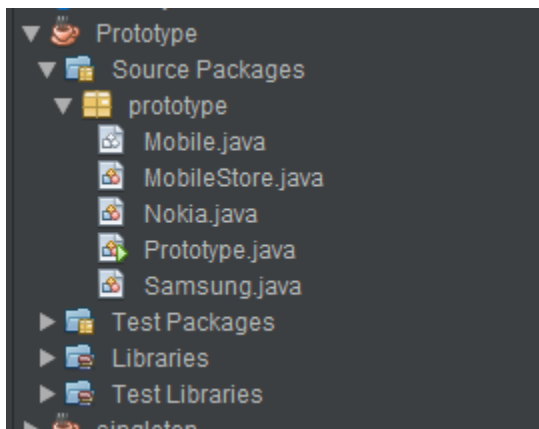 Prototype
Source Packages
prototype
Mobile.java
MobileStore.java
Nokia.java
Prototype.java
Samsung.java
Test Packages
Libraries
Test Libraries
singleton